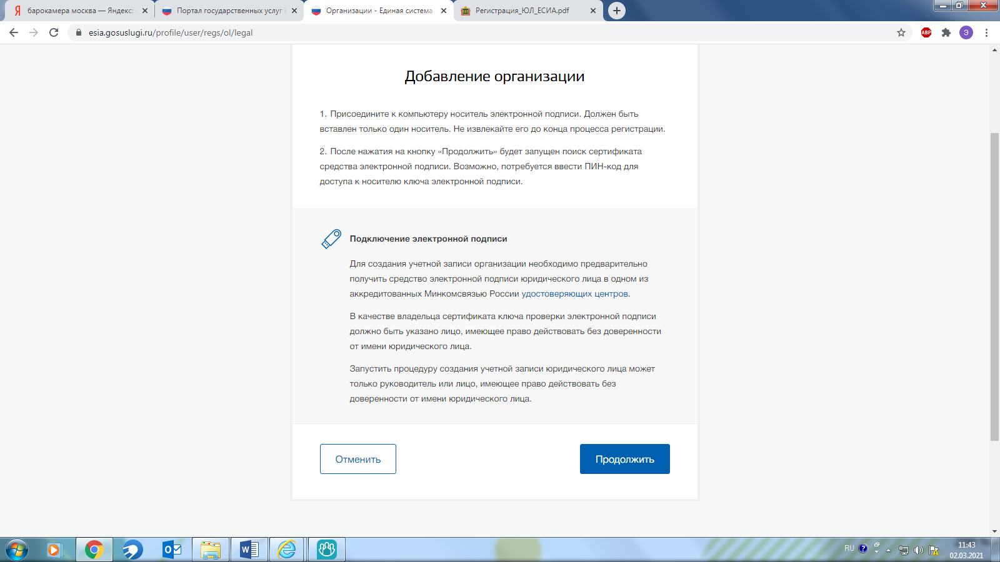 барокамера москва — Яндекс:
Портал государственных услуг
Организации - Единая система
Регистрация_ЮЛ_ЕСИА.pdf
esia.gosuslugi.ru/profile/user/regs/ol/legal
ABP
Э
Добавление организации
1. Присоедините к компьютеру носитель электронной подписи. Должен быть
вставлен только один носитель. Не извлекайте его до конца процесса регистрации.
2. После нажатия на кнопку «Продолжить» будет запущен поиск сертификата
средства электронной подписи. Возможно, потребуется ввести ПИН-код для
доступа к носителю ключа электронной подписи.
Подключение электронной подписи
Для создания учетной записи организации необходимо предварительно
получить средство электронной подписи юридического лица в одном из
аккредитованных Минкомсвязью России удостоверяющих центров.
В качестве владельца сертификата ключа проверки электронной подписи
должно быть указано лицо, имеющее право действовать без доверенности
от имени юридического лица.
Запустить процедуру создания учетной записи юридического лица может
только руководитель или лицо, имеющее право действовать без
доверенности от имени юридического лица.
Отменить
Продолжить
RU
11:43
02.03.2021